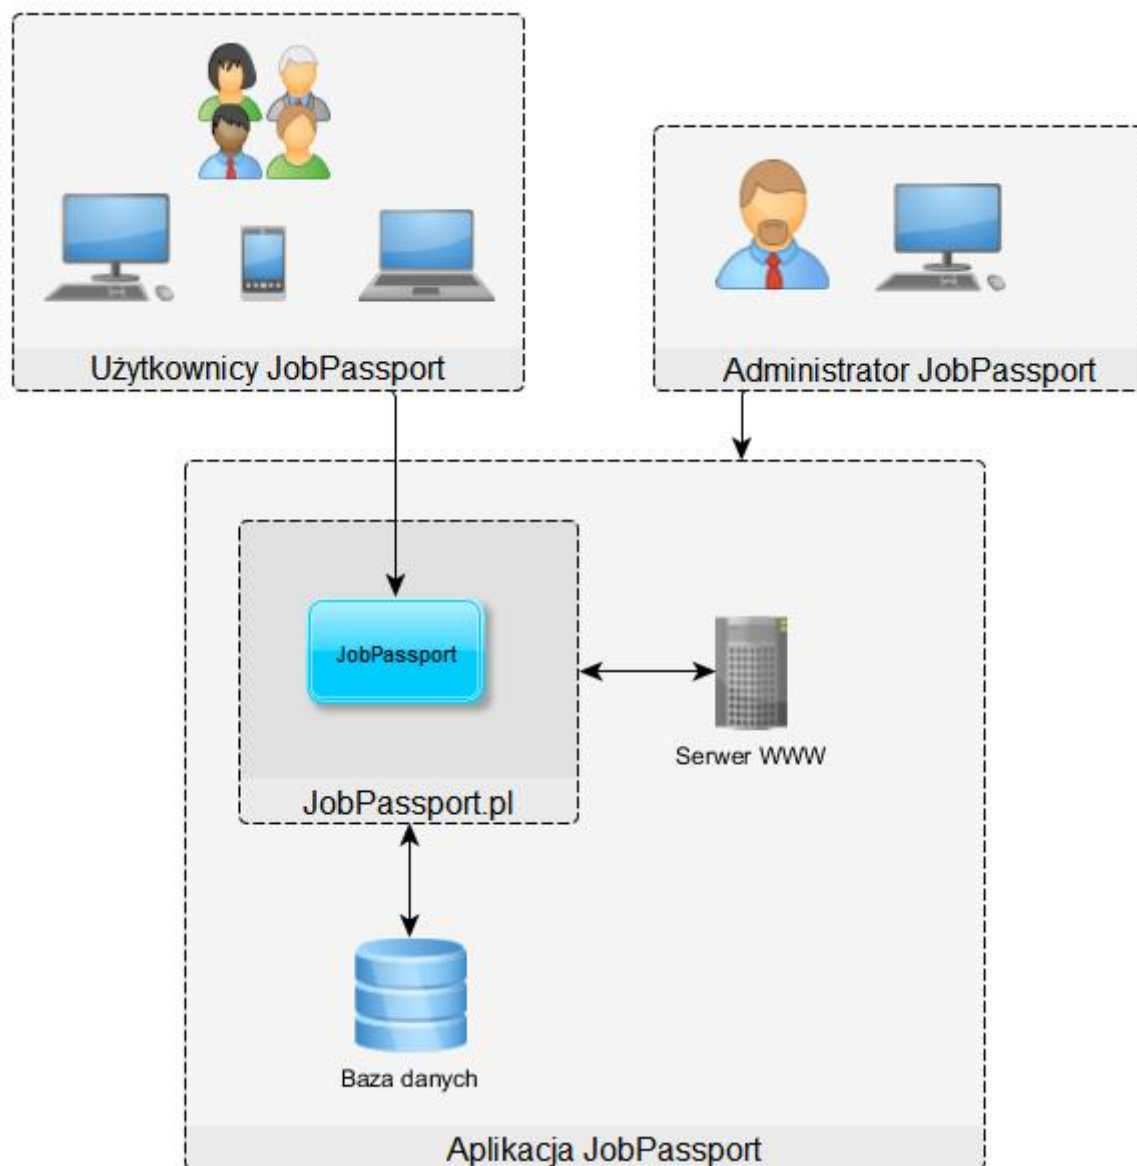 Użytkownicy JobPassport
Administrator JobPassport
JobPassport
Serwer WWW
JobPassport.pl
Baza danych
Aplikacja JobPassport